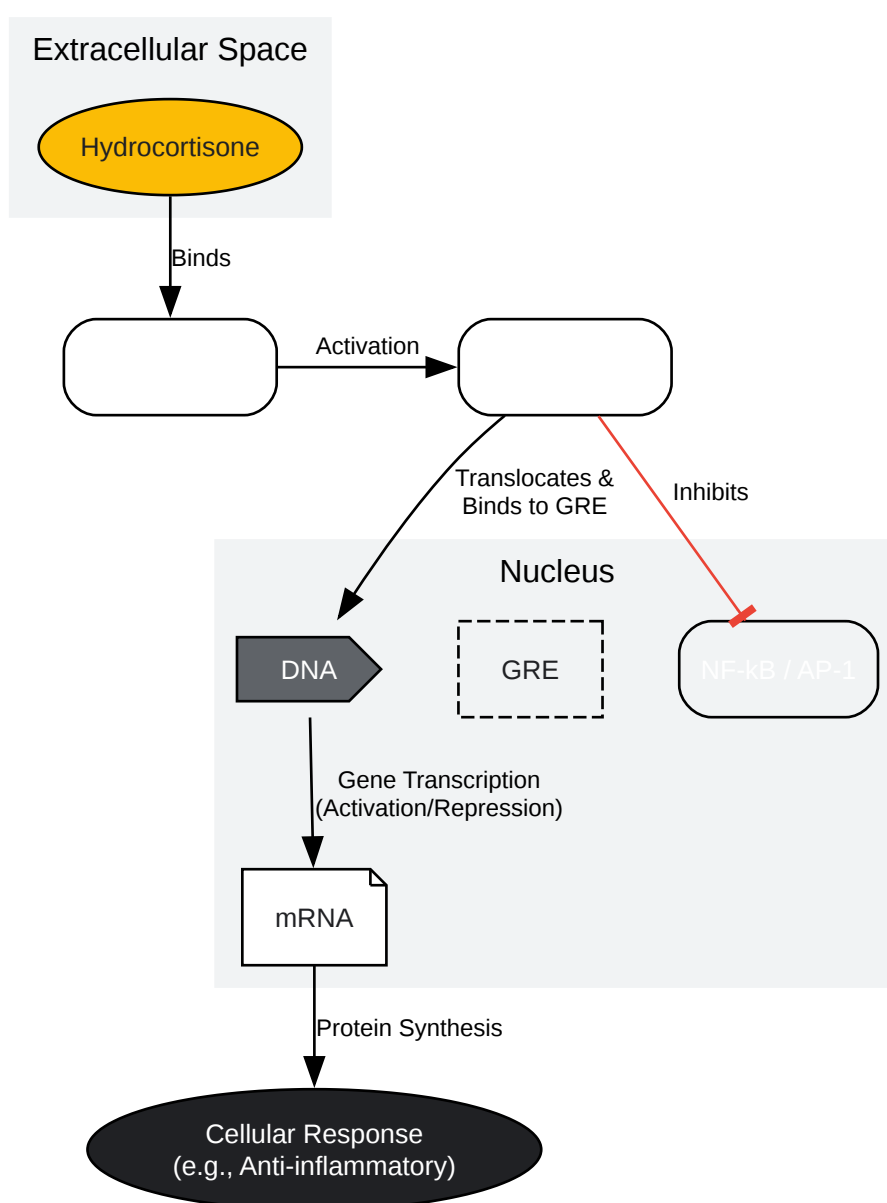 Extracellular Space
Hydrocortisone
Binds
Activation
Translocates &
Binds to GRE
Inhibits
Nucleus
DNA
GRE
NF-kB / AP-1
Gene Transcription
(Activation/Repression)
mRNA
Protein Synthesis
Cellular Response
(e.g., Anti-inflammatory)